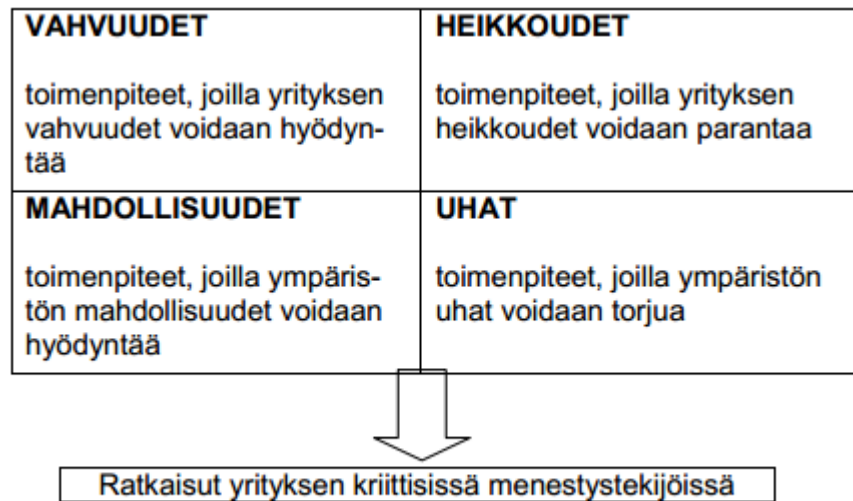 VAHVUUDET
toimenpiteet, joilla yrityksen
vahvuudet voidaan hyödyn-
tää
HEIKKOUDET
toimenpiteet, joilla yrityksen
heikkoudet voidaan parantaa
MAHDOLLISUUDET
toimenpiteet, joilla ympäris-
tön mahdollisuudet voidaan
hyödyntää
UHAT
toimenpiteet, joilla ympäristön
uhat voidaan torjua
Ratkaisut yrityksen kriittisissä menestystekijöissä